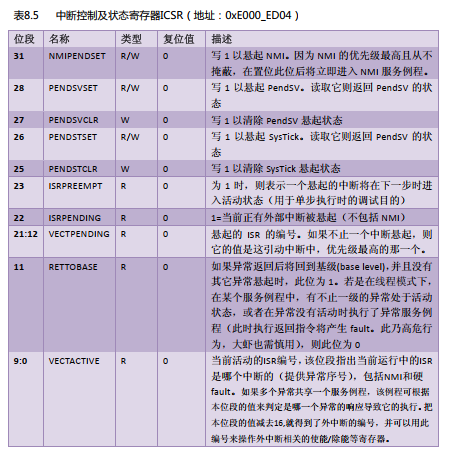 表8.5 中断控制及状态寄存器ICSR（地址：0xE000_ED04）
位段 名称 类型 复位值 描述
31 NMIPENDSET R/W 0 写 1 以悬起 NMI。因为 NMI 的优先级最高且从不
掩蔽，在置位此位后将立即进入 NMI 服务例程。
28 PENDSVSET R/W 0 写 1 以悬起 PendSV。读取它则返回 PendSV 的状
态
27 PENDSVCLR W 0 写 1 以清除 PendSV 悬起状态
26 PENDSTSET R/W 0 写 1 以悬起 SysTick。读取它则返回 PendSV 的状
态
25 PENDSTCLR W 0 写 1 以清除 SysTick 悬起状态
23 ISRPREEMPT R 0 为 1 时，则表示一个悬起的中断将在下一步时进
入活动状态（用于单步执行时的调试目的）
22 ISRPENDING R 0 1=当前正有外部中断被悬起（不包括 NMI）
21:12 VECTPENDING R 0 悬起的 ISR 的编号。如果不止一个中断悬起，则
它的值是这引动中断中，优先级最高的那一个。
11 RETTOBASE R 0 如果异常返回后将回到基级(base level)，并且没有
其它异常悬起时，此位为 1。若是在线程模式下，
在某个服务例程中，有不止一级的异常处于活动
状态，或者在异常没有活动时执行了异常服务例
程（此时执行返回指令将产生 fault。此乃高危行
为，大虾也需慎用），则此位为 0
9:0 VECTACTIVE R 0 当前活动的ISR编号，该位段指出当前运行中的ISR
是哪个中断的（提供异常序号），包括NMI和硬
fault。如果多个异常共享一个服务例程，该例程可根据
本位段的值来判定是哪一个异常的响应导致它的执行。把
本位段的值减去16,就得到了外中断的编号，并可以用此
编号来操作外中断相关的使能/除能等寄存器。